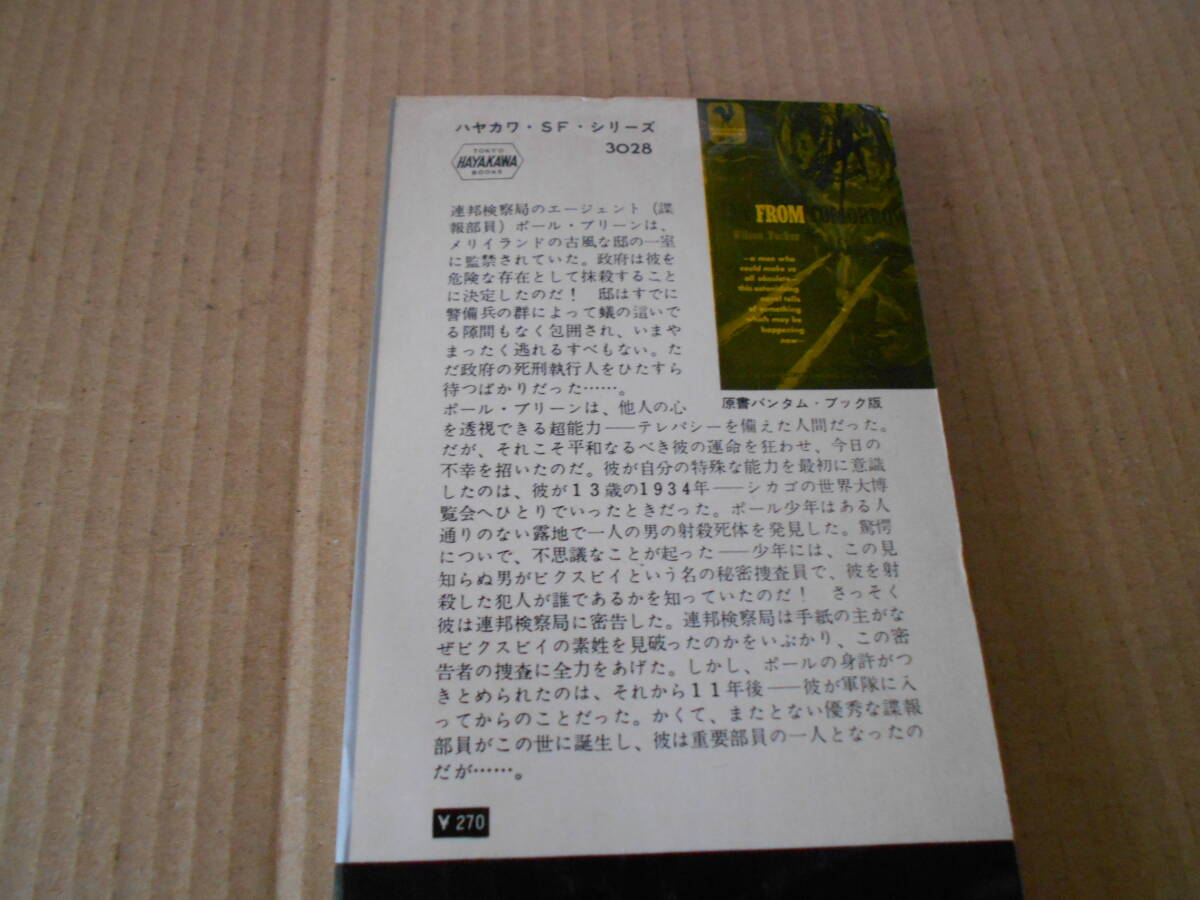 ハヤカワ・SF・シリーズ
3028
TOKYO
HAYAKAWA
BOOKS
連邦検察局のエージェント（諜
報部員）ポール・ブリーンは、
メリイランドの古風な邸の一室
に監禁されていた。政府は彼を
危険な存在として抹殺すること
に決定したのだ！　邸はすでに
警備兵の群によって蟻の這いで
る隙間もなく包囲され、いまや
まったく逃れるすべもない。た
だ政府の死刑執行人をひたすら
待つばかりだった……。
ポール・ブリーンは、他人の心
を透視できる超能力――テレパシーを備えた人間だった。
だが、それこそ平和なるべき彼の運命を狂わせ、今日の
不幸を招いたのだ。彼が自分の特殊な能力を最初に意識
したのは、彼が13歳の1934年――シカゴの世界大博
覧会へひとりでいったときだった。ポール少年はある人
通りのない露地で一人の男の射殺死体を発見した。驚愕
についで、不思議なことが起った――少年には、この見
知らぬ男がビクスビイという名の秘密捜査員で、彼を射
殺した犯人が誰であるかを知っていたのだ！　さっそく
彼は連邦検察局に密告した。連邦検察局は手紙の主がな
ぜビクスビイの素姓を見破ったのかをいぶかり、この密
告者の捜査に全力をあげた。しかし、ポールの身許がつ
きとめられたのは、それから11年後――彼が軍隊に入
ってからのことだった。かくて、またとない優秀な諜報
部員がこの世に誕生し、彼は重要部員の一人となったの
だが……。
¥270
FROM TOMORROW
Wilson Tucker
—a man who
could make us
all obsolete—
this astonishing
novel tells
of something
which may be
happening
now—
原書バンタム・ブック版